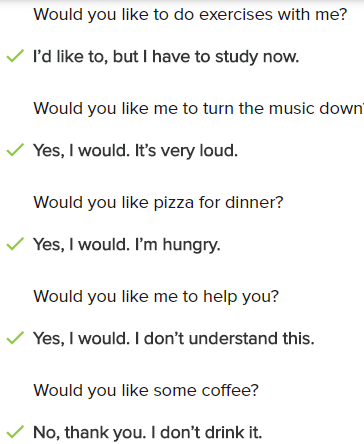 Would you like to do exercises with me?
I'd like to, but I have to study now.
Would you like me to turn the music down
Yes, I would. It's very loud.
Would you like pizza for dinner?
Yes, I would. I'm hungry.
Would you like me to help you?
Yes, I would. I don't understand this.
Would you like some coffee?
No, thank you. I don't drink it.